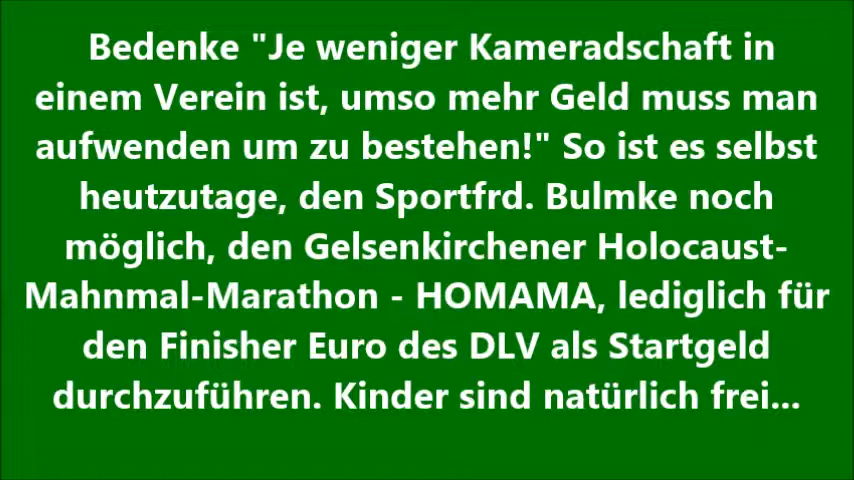 Bedenke "Je weniger Kameradschaft in
einem Verein ist, umso mehr Geld muss man
aufwenden um zu bestehen!" So ist es selbst
heutzutage, den Sportfrd. Bulmke noch
möglich, den Gelsenkirchener Holocaust-
Mahnmal-Marathon - HOMAMA, lediglich für
den Finisher Euro des DLV als Startgeld
durchzuführen. Kinder sind natürlich frei...